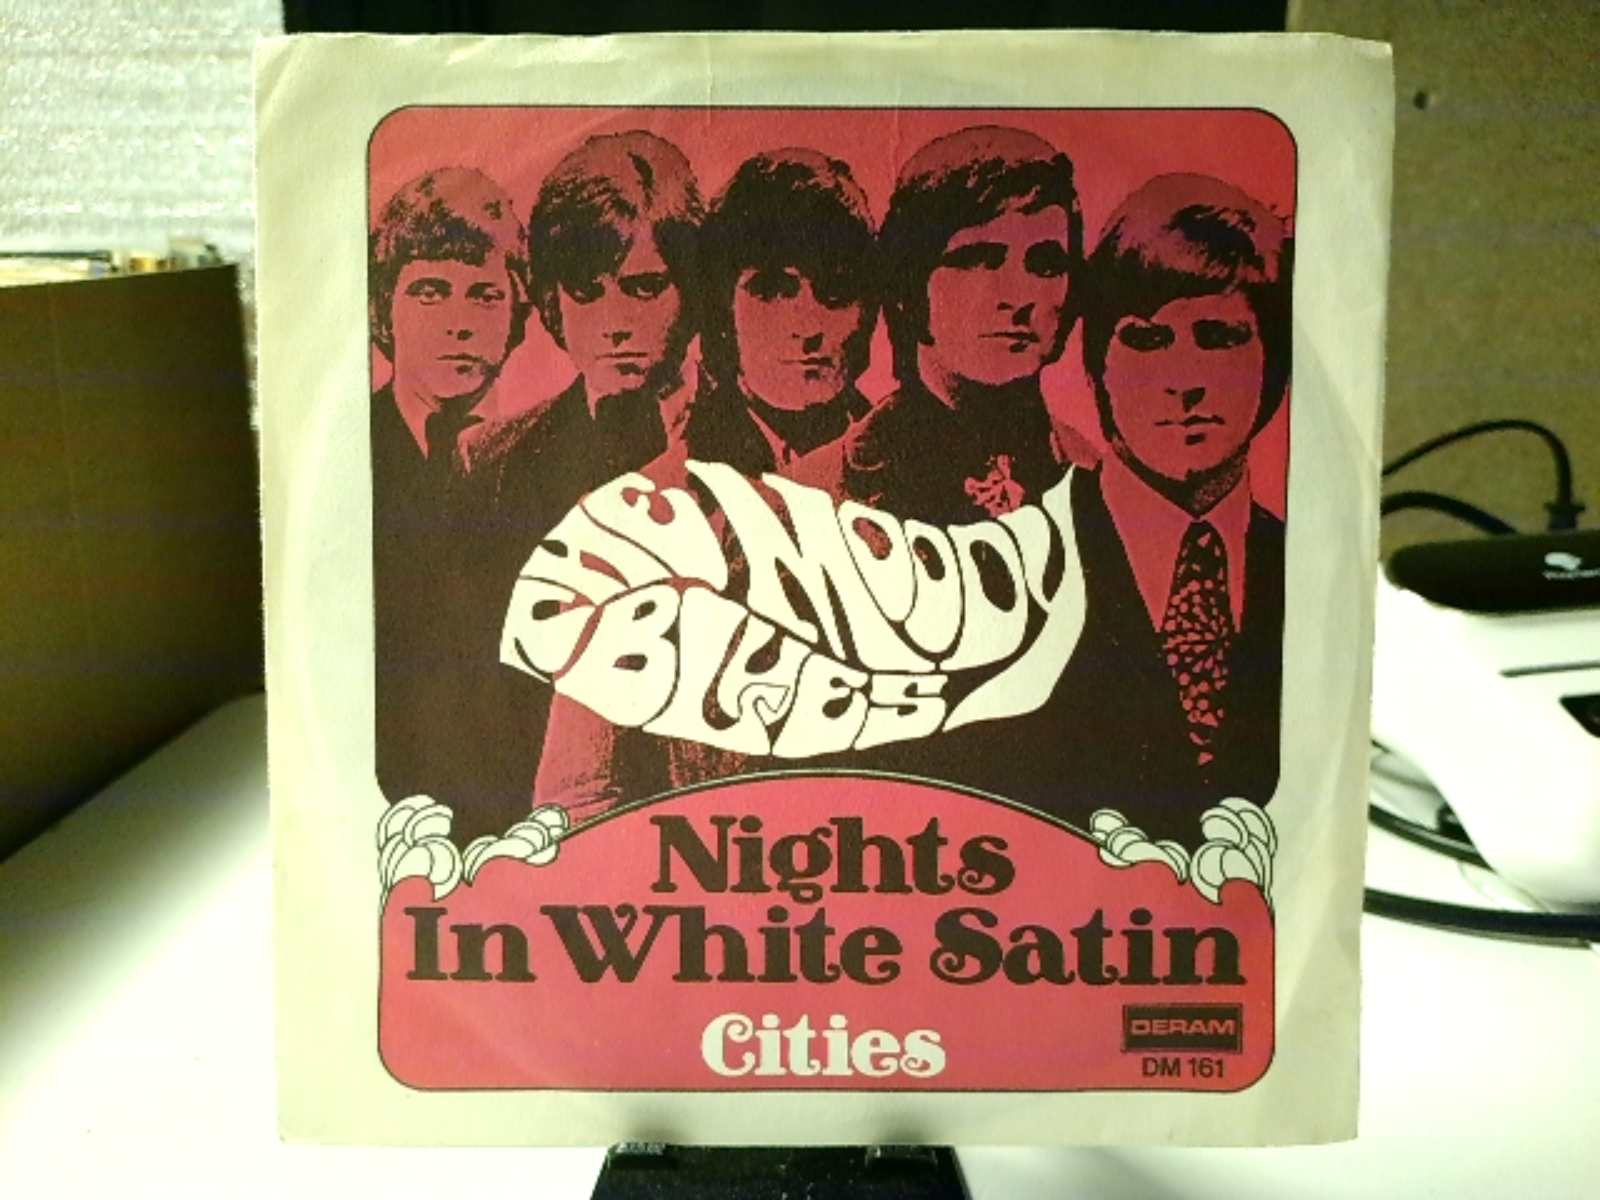 THE MOODY
BLUES
Nights
In White Satin
Cities
DERAM
DM 161